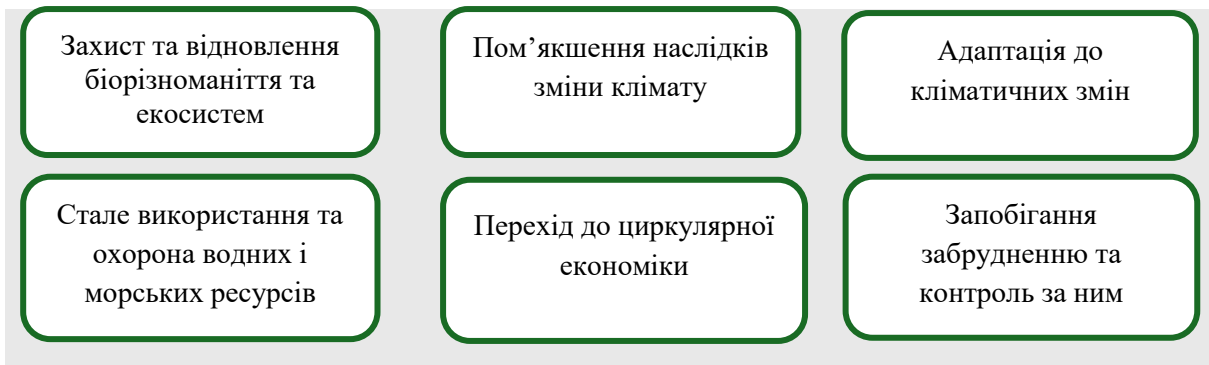 Захист та відновлення
біорізноманіття та
екосистем
Пом’якшення наслідків
зміни клімату
Адаптація до
кліматичних змін
Стале використання та
охорона водних і
морських ресурсів
Перехід до циркулярної
економіки
Запобігання
забрудненню та
контроль за ним